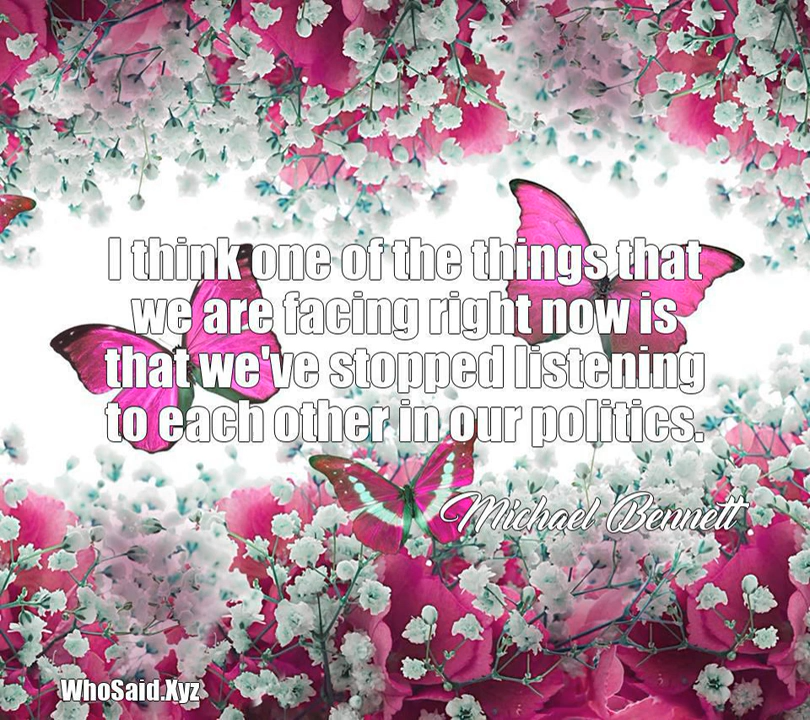 I think one of the things that
we are facing right now is
that we've stopped listening
to each other in our politics.
Michael Bennett
WhoSaid.Xyz